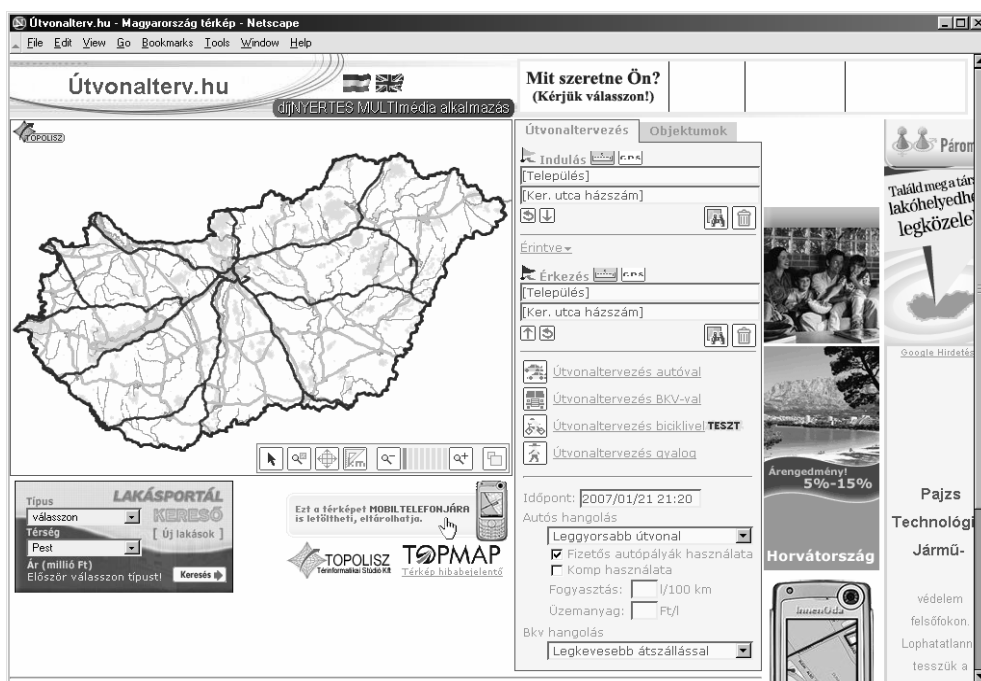 Útvonalterv.hu - Magyarország térkép - Netscape
File Edit View Go Bookmarks Tools Window Help
Útvonalterv.hu
díjNYERTES MULTImédia alkalmazás
Mit szeretne Ön?
(Kérjük válasszon!)
TOPOLISZ
Útvonaltervezés Objektumok
Indulás GPS
[Település]
[Ker. utca házszám]
Érintve
Érkezés GPS
[Település]
[Ker. utca házszám]
Útvonaltervezés autóval
Útvonaltervezés BKV-val
Útvonaltervezés biciklivel TESZT
Útvonaltervezés gyalog
Időpont: 2007/01/21 21:20
Autós hangolás
Leggyorsabb útvonal
Fizetős autópályák használata
Komp használata
Fogyasztás: l/100 km
Üzemanyag: Ft/l
Bkv hangolás
Legkevesebb átszállással
Km
LAKÁSPORTÁL
KERESŐ
[ Új lakások ]
Típus
válasszon
Térség
Pest
Ár (millió Ft)
Először válasszon típust!
Keresés
Ezt a térképet MOBILTELEFONJÁRA
is letöltheti, eltárolhatja.
TOPOLISZ
Térinformatikai Stúdió Kft
TOPMAP
Térkép hibabejelentő
Árengedmény!
5%-15%
Horvátország
InnenOda
Párom
Találd meg a társ
lakóhelyedhe
legközele
Google Hirdetés
Pajzs
Technológi
Jármű-
védelem
felsőfokon.
Lophatatlann
tesszük a